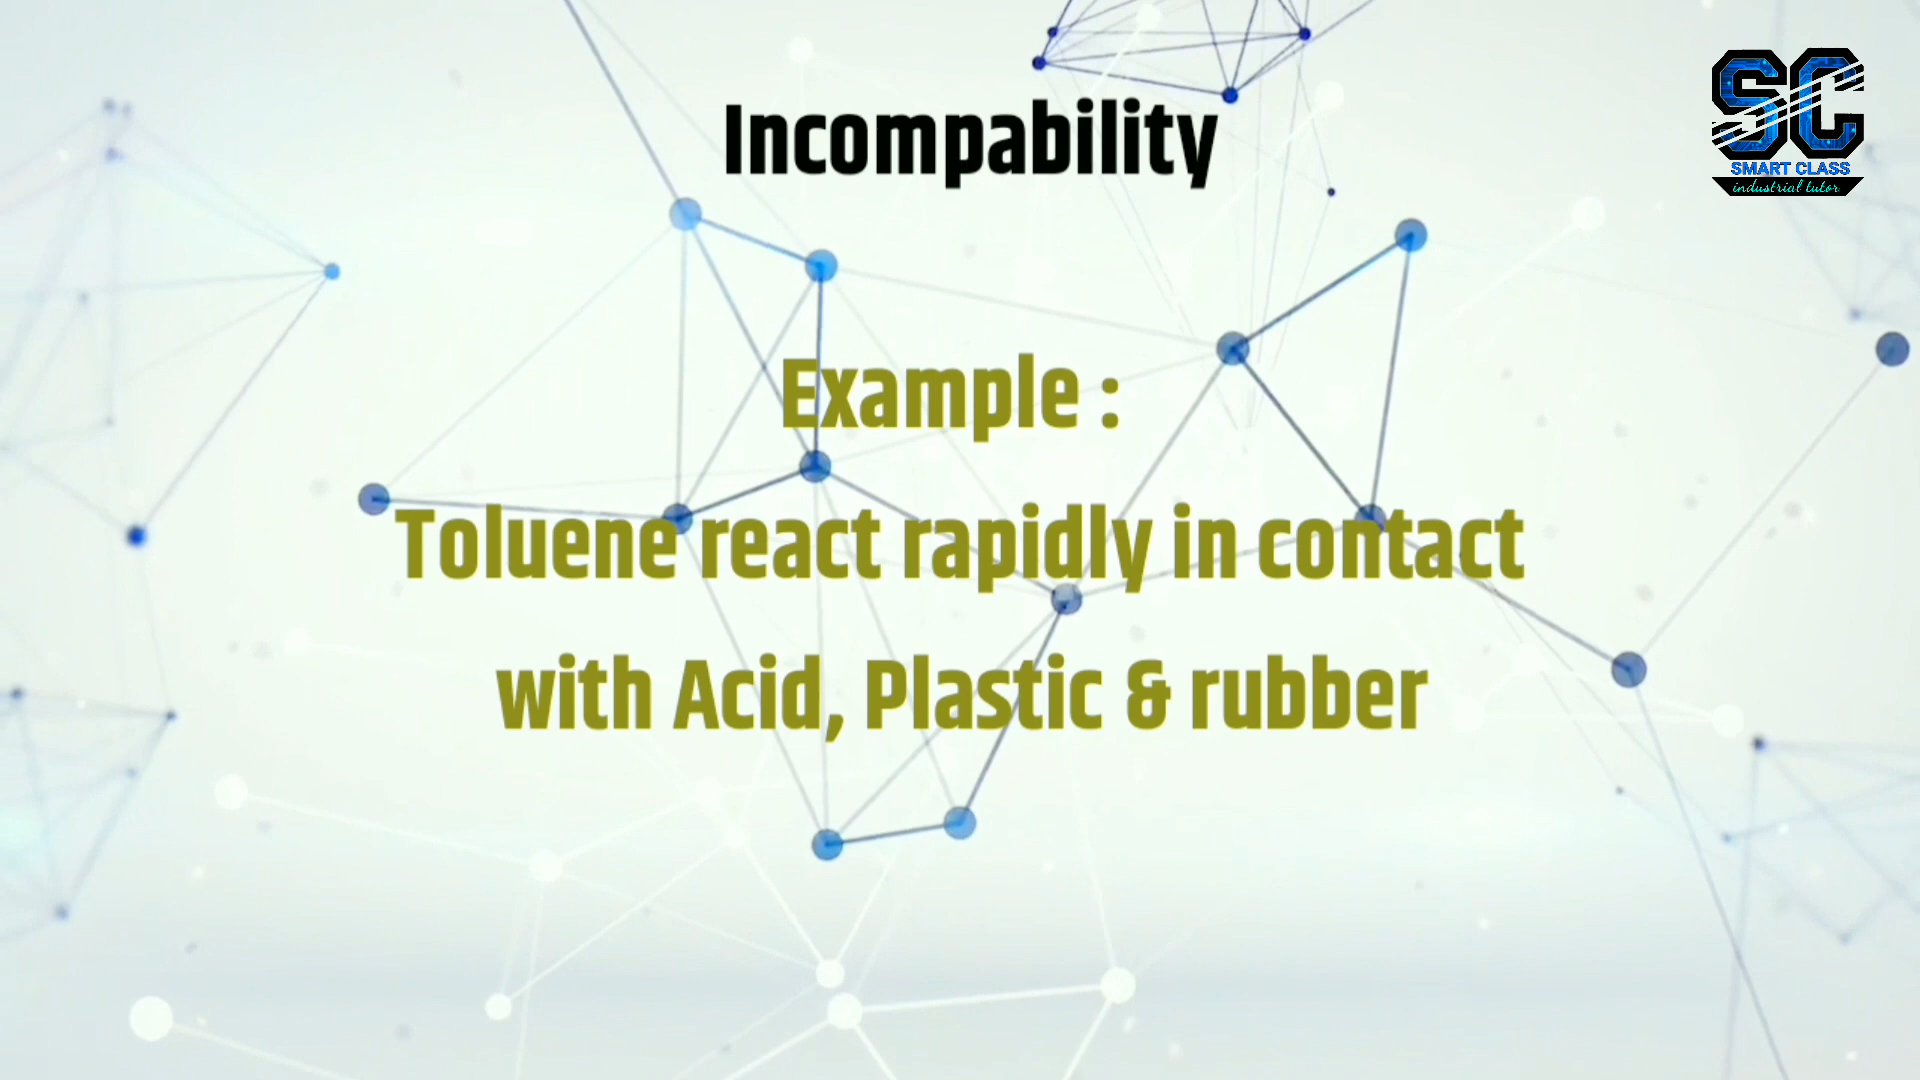 SC
SMART CLASS
industrial tutor
Incompability
Example :
Toluene react rapidly in contact
with Acid, Plastic & rubber